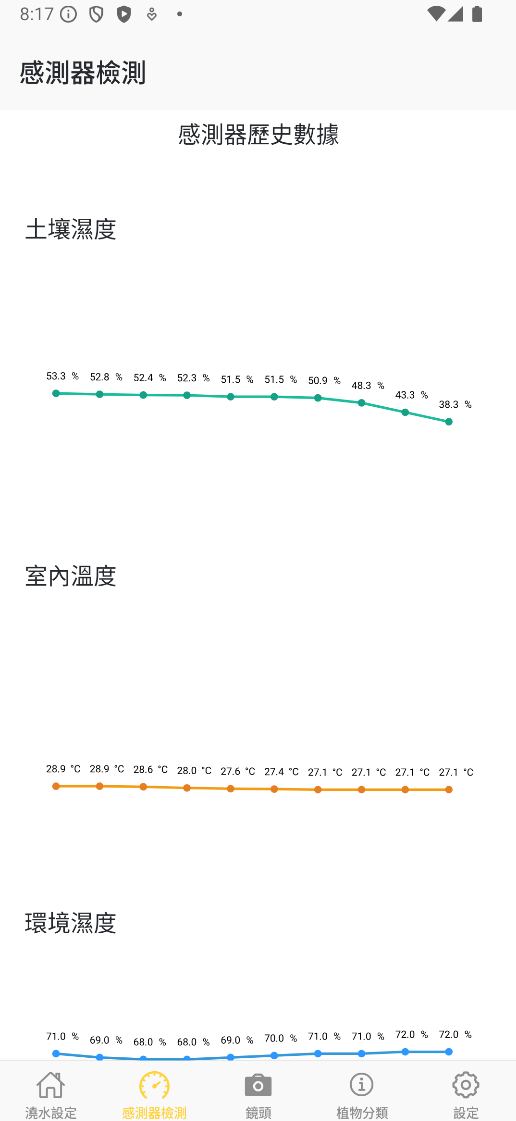 8:17
感測器檢測
感測器歷史數據
土壤濕度
53.3 % 52.8 % 52.4 % 52.3 % 51.5 % 51.5 % 50.9 % 48.3 % 43.3 % 38.3 %
室內溫度
28.9 °C 28.9 °C 28.6 °C 28.0 °C 27.6 °C 27.4 °C 27.1 °C 27.1 °C 27.1 °C 27.1 °C
環境濕度
71.0 % 69.0 % 68.0 % 68.0 % 69.0 % 70.0 % 71.0 % 71.0 % 72.0 % 72.0 %
澆水設定 感測器檢測 鏡頭 植物分類 設定